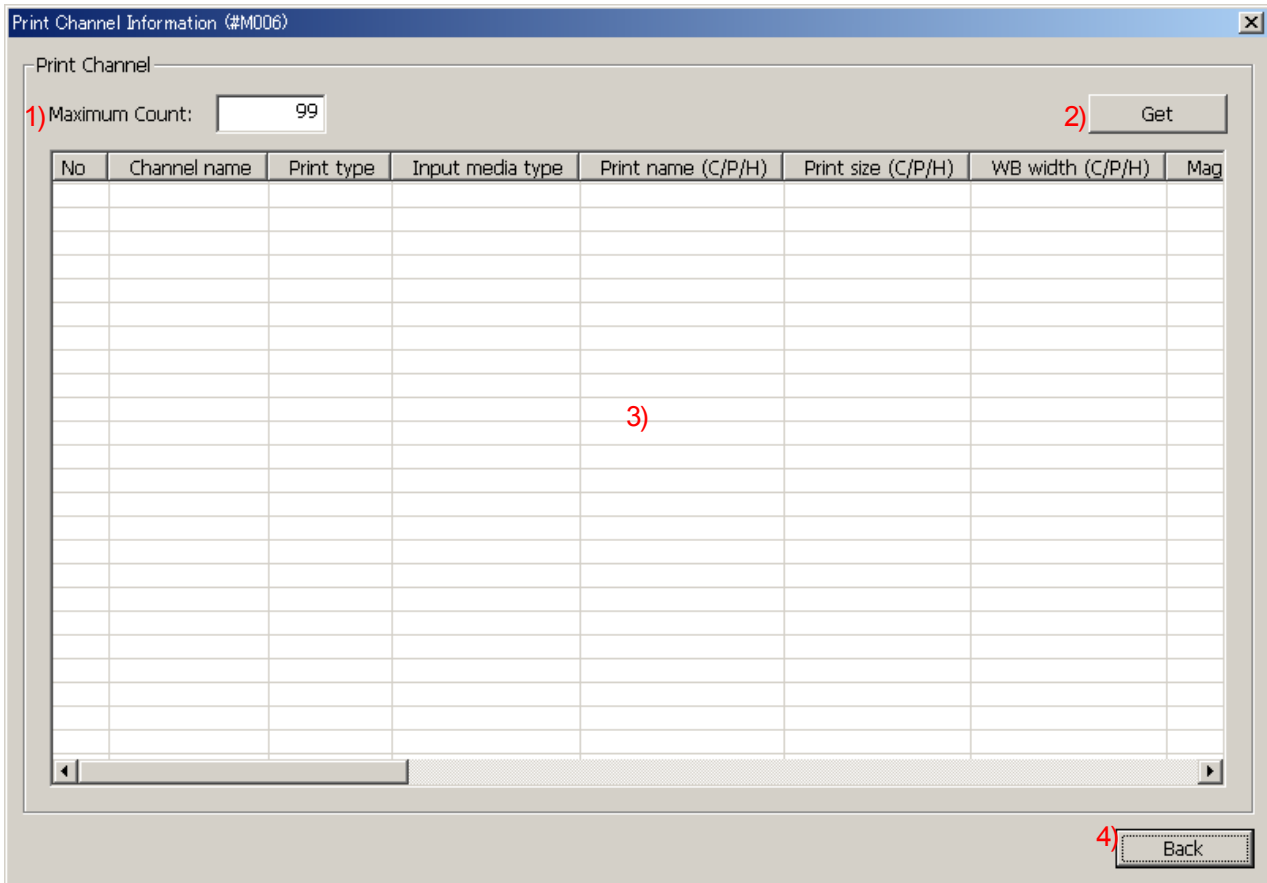 Print Channel Information (#M006)
Print Channel
1) Maximum Count: 99 2) Get
No Channel name Print type Input media type Print name (C/P/H) Print size (C/P/H) WB width (C/P/H) Mag
3)
4) Back